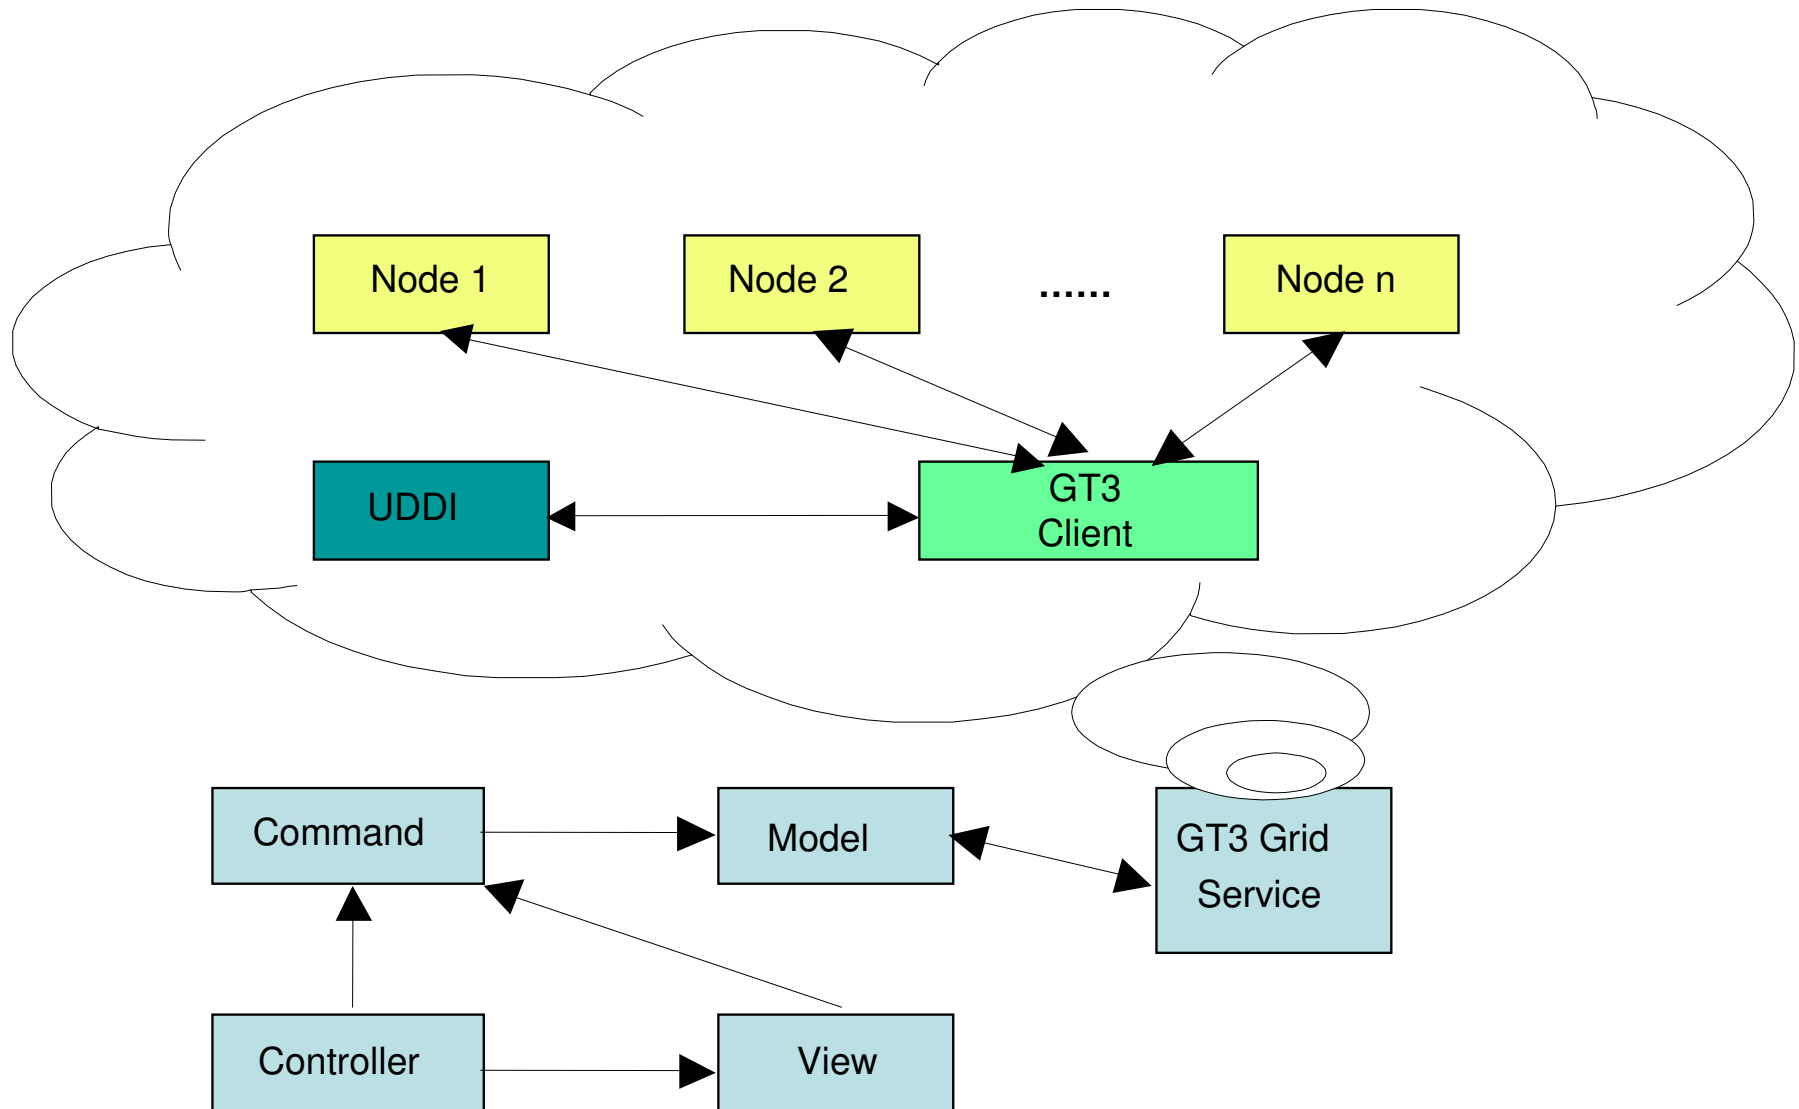 Node 1
Node 2
......
Node n
UDDI
GT3
Client
Command
Model
GT3 Grid
Service
Controller
View